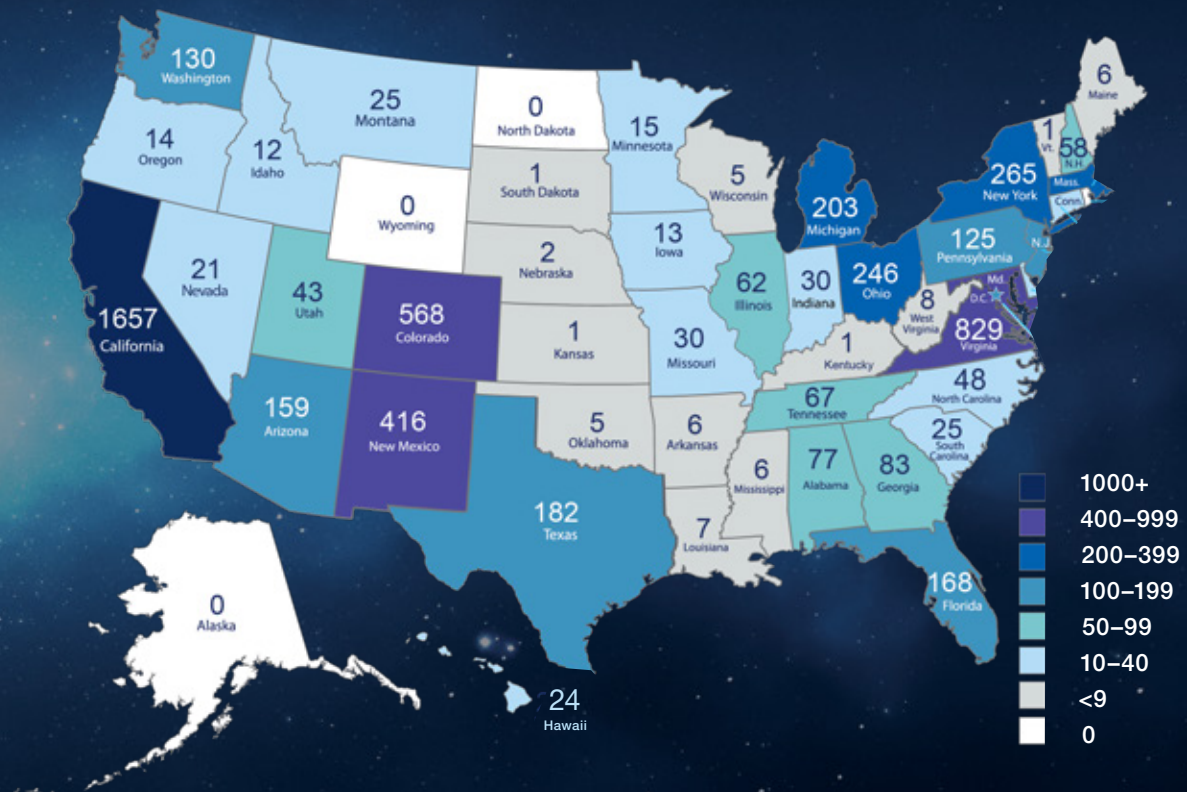 130
Washington
14
Oregon
12
Idaho
25
Montana
0
North Dakota
15
Minnesota
1
South Dakota
5
Wisconsin
0
Wyoming
203
Michigan
265
New York
1
Vt.
58
N.H.
6
Maine
Mass.
Conn.
125
Pennsylvania
N.J.
1657
California
21
Nevada
43
Utah
568
Colorado
2
Nebraska
13
Iowa
62
Illinois
30
Indiana
246
Ohio
8
West
Virginia
Md.
D.C.
829
Virginia
1
Kansas
30
Missouri
1
Kentucky
67
Tennessee
48
North Carolina
25
South
Carolina
159
Arizona
416
New Mexico
5
Oklahoma
6
Arkansas
6
Mississippi
77
Alabama
83
Georgia
182
Texas
7
Louisiana
168
Florida
0
Alaska
24
Hawaii
1000+
400–999
200–399
100–199
50–99
10–40
<9
0